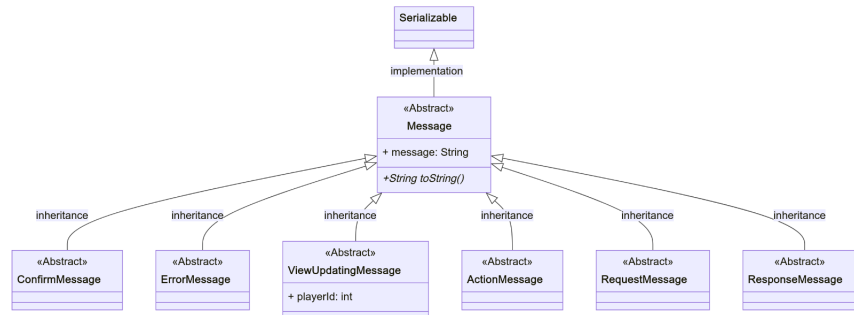 Serializable
implementation
«Abstract»
Message
+ message: String
+String toString()
inheritance
inheritance
inheritance
inheritance
inheritance
inheritance
«Abstract»
ConfirmMessage
«Abstract»
ErrorMessage
«Abstract»
ViewUpdatingMessage
+ playerId: int
«Abstract»
ActionMessage
«Abstract»
RequestMessage
«Abstract»
ResponseMessage